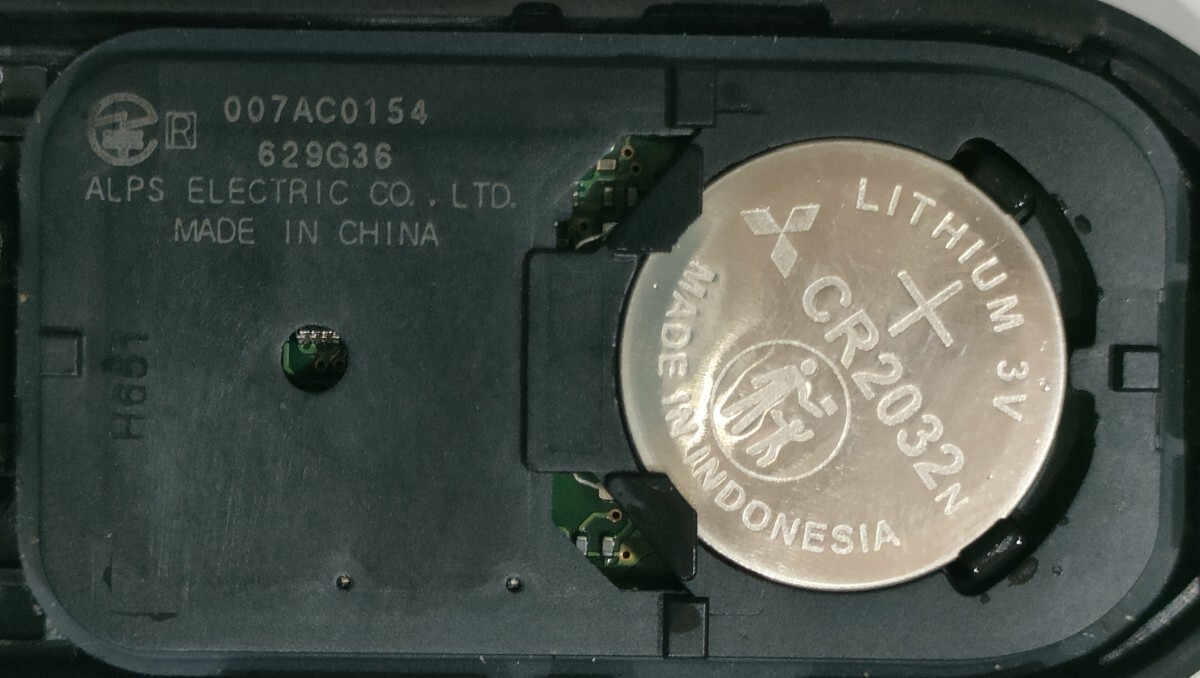 R 007AC0154
629G36
ALPS ELECTRIC CO., LTD.
MADE IN CHINA
H651
LITHIUM 3V
+
CR2032N
MADE IN INDONESIA